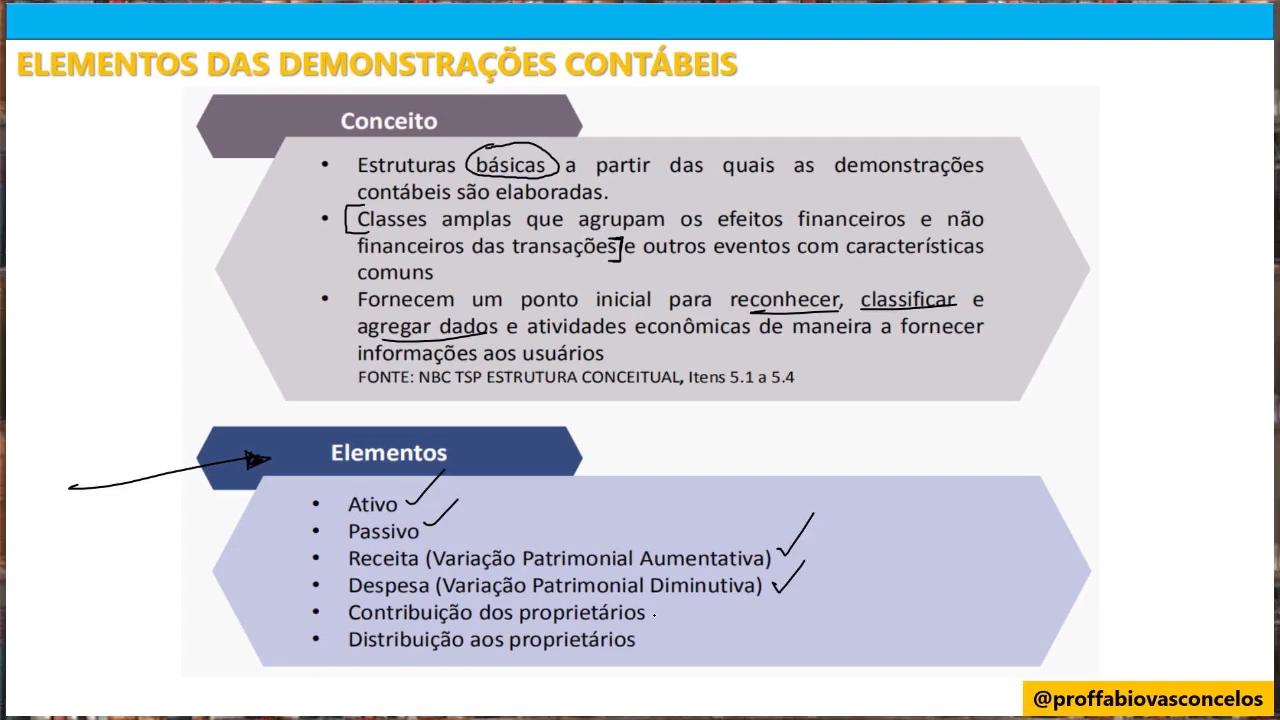 ELEMENTOS DAS DEMONSTRAÇÕES CONTÁBEIS
Conceito
• Estruturas básicas a partir das quais as demonstrações
contábeis são elaboradas.
• Classes amplas que agrupam os efeitos financeiros e não
financeiros das transações e outros eventos com características
comuns
• Fornecem um ponto inicial para reconhecer, classificar e
agregar dados e atividades econômicas de maneira a fornecer
informações aos usuários
FONTE: NBC TSP ESTRUTURA CONCEITUAL, Itens 5.1 a 5.4
Elementos
• Ativo
• Passivo
• Receita (Variação Patrimonial Aumentativa)
• Despesa (Variação Patrimonial Diminutiva)
• Contribuição dos proprietários
• Distribuição aos proprietários
@proffabiovasconcelos